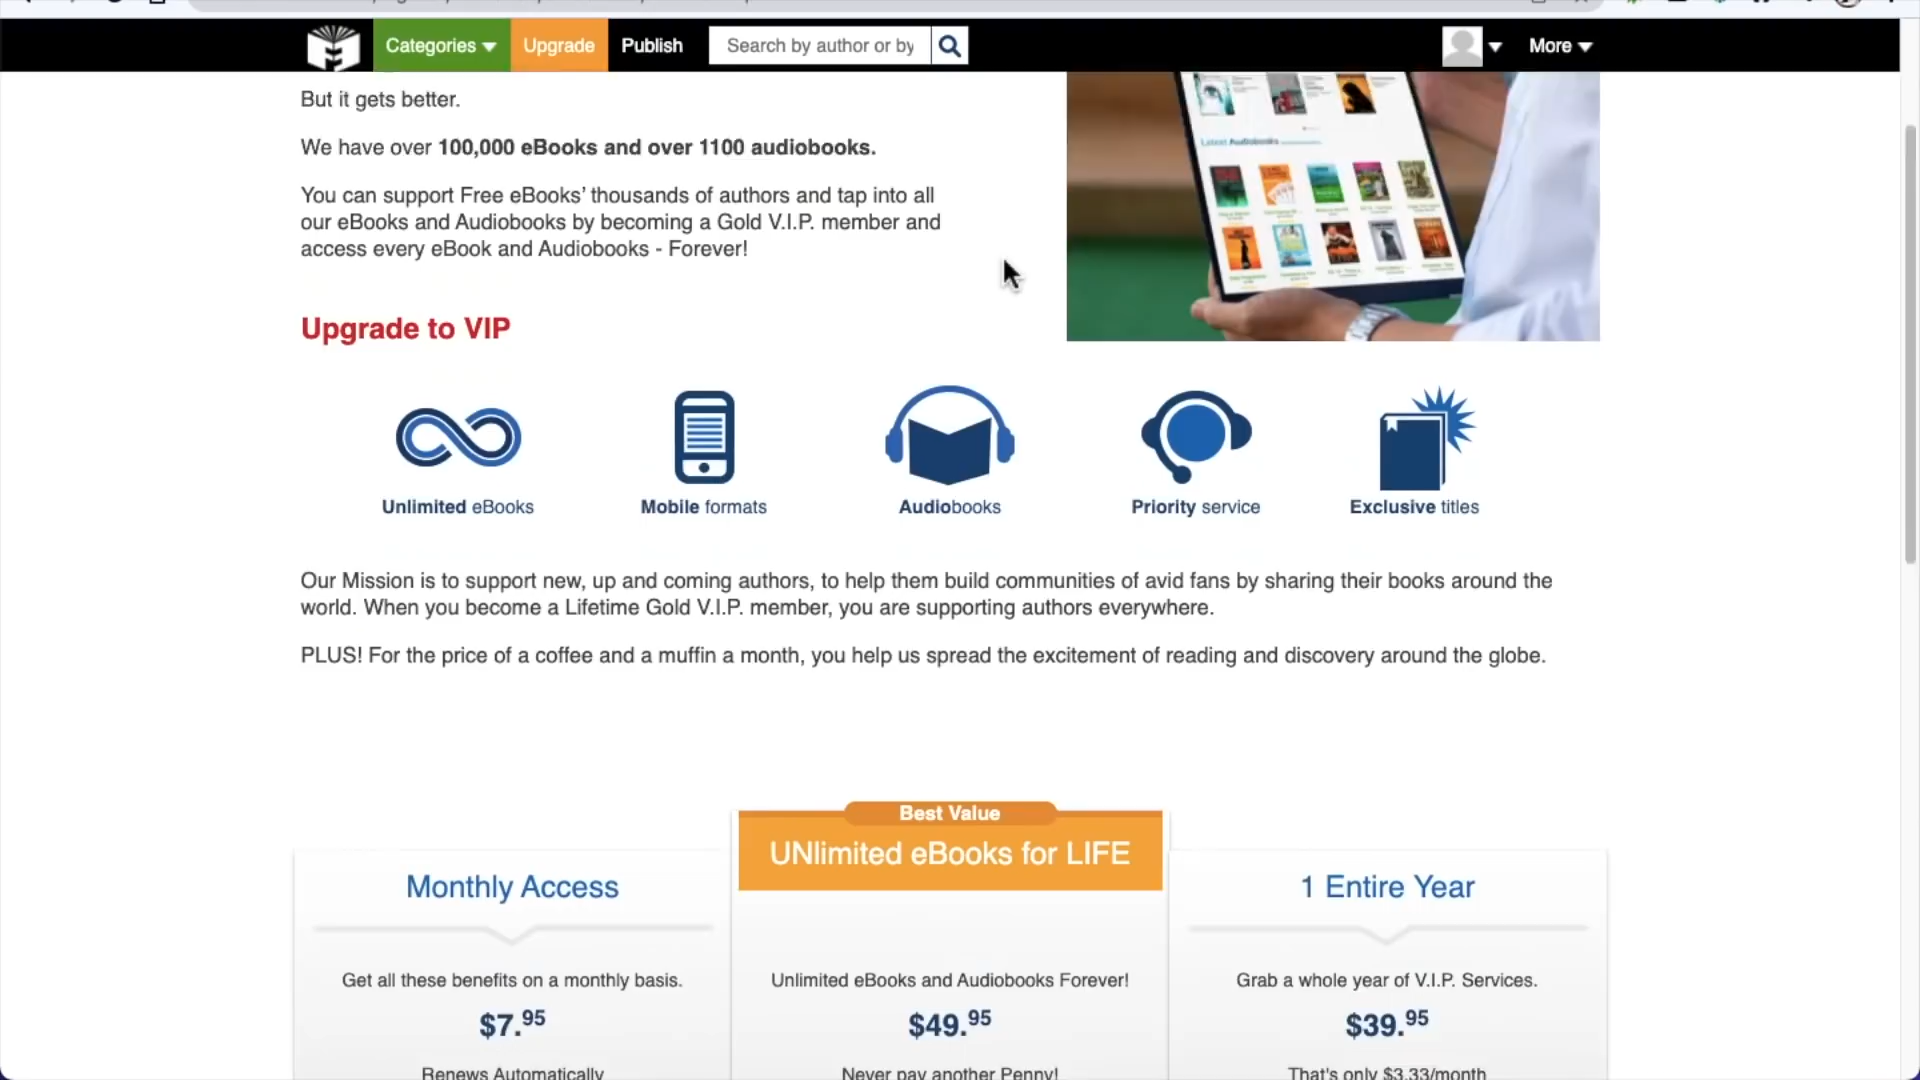 Categories
Upgrade
Publish
Search by author or by
More
But it gets better.
We have over 100,000 eBooks and over 1100 audiobooks.
You can support Free eBooks’ thousands of authors and tap into all
our eBooks and Audiobooks by becoming a Gold V.I.P. member and
access every eBook and Audiobooks - Forever!
Latest Audiobooks
Upgrade to VIP
Unlimited eBooks
Mobile formats
Audiobooks
Priority service
Exclusive titles
Our Mission is to support new, up and coming authors, to help them build communities of avid fans by sharing their books around the
world. When you become a Lifetime Gold V.I.P. member, you are supporting authors everywhere.
PLUS! For the price of a coffee and a muffin a month, you help us spread the excitement of reading and discovery around the globe.
Monthly Access
Get all these benefits on a monthly basis.
$7.95
Renews Automatically
Best Value
UNlimited eBooks for LIFE
Unlimited eBooks and Audiobooks Forever!
$49.95
Never pay another Penny!
1 Entire Year
Grab a whole year of V.I.P. Services.
$39.95
That's only $3.33/month